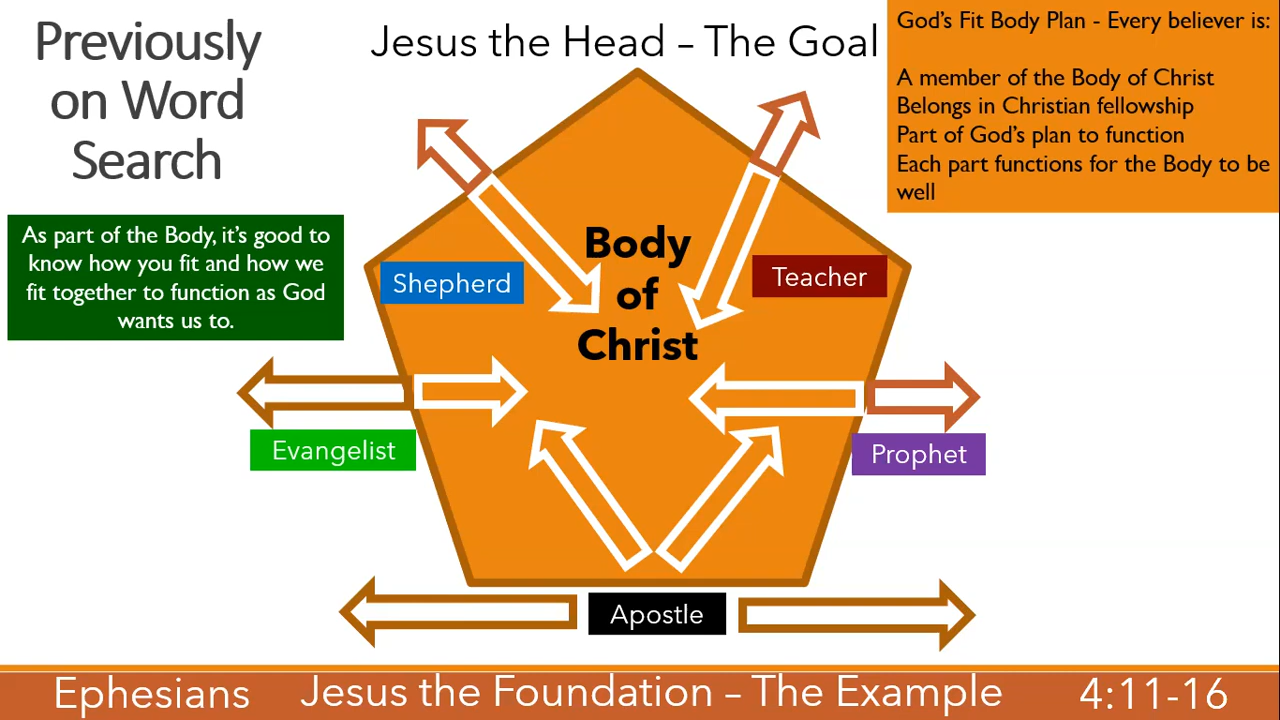 Previously
on Word
Search
Jesus the Head – The Goal
God's Fit Body Plan - Every believer is:
A member of the Body of Christ
Belongs in Christian fellowship
Part of God's plan to function
Each part functions for the Body to be
well
As part of the Body, it's good to
know how you fit and how we
fit together to function as God
wants us to.
Body
of
Christ
Shepherd
Teacher
Evangelist
Prophet
Apostle
Ephesians
Jesus the Foundation – The Example
4:11-16